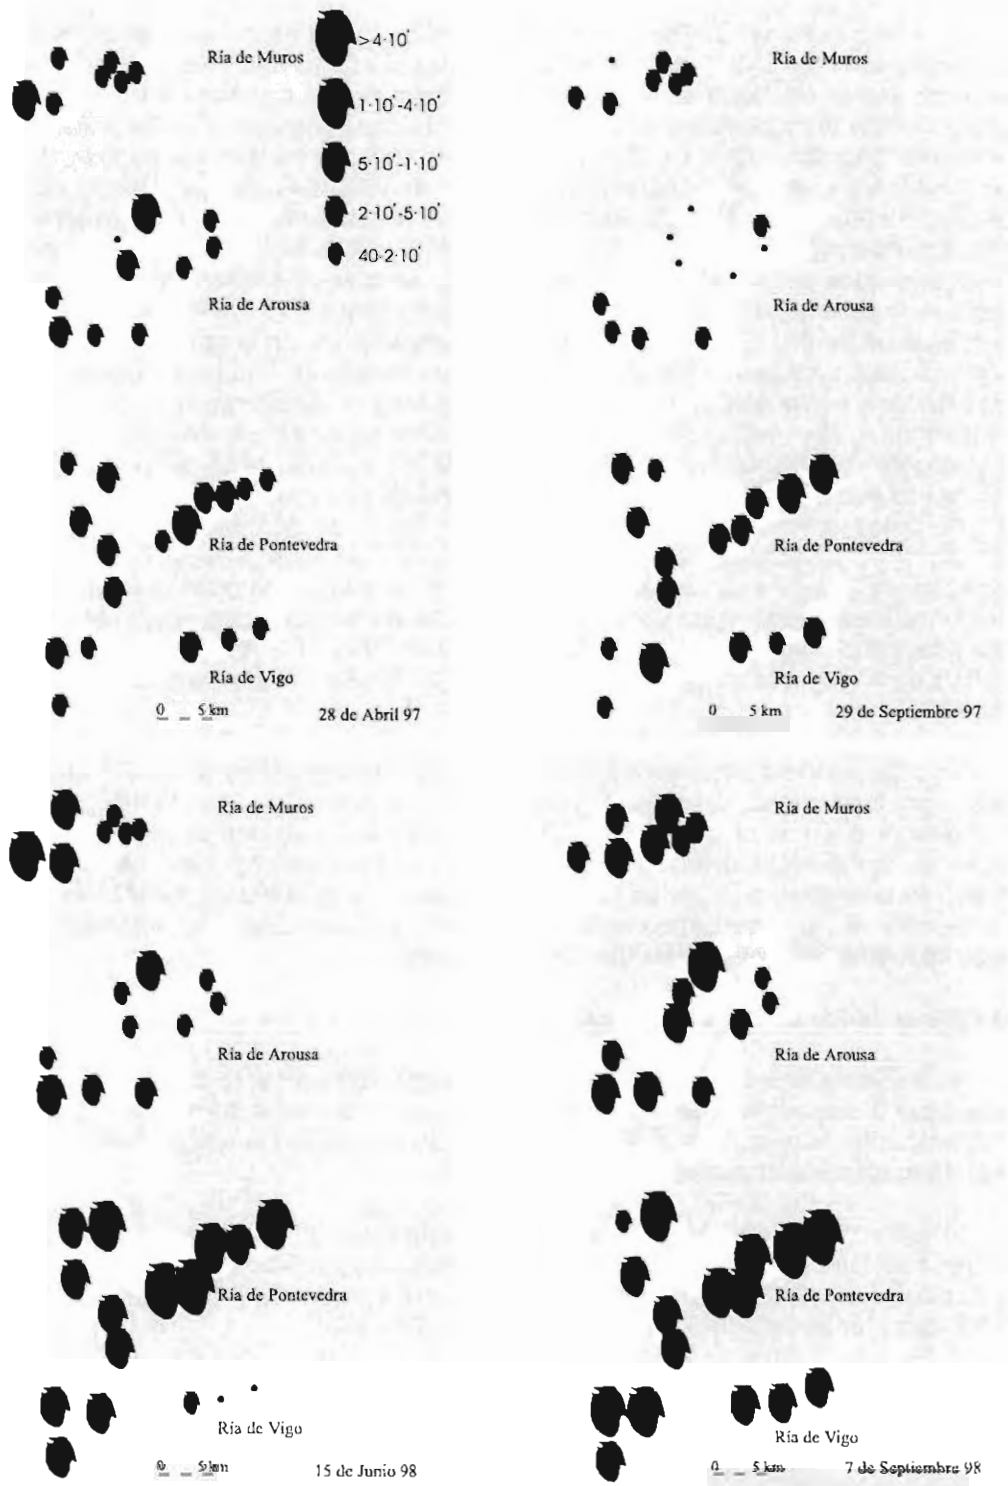 Ría de Muros
>4·10'
1·10'-4·10'
5·10'-1·10'
2·10'-5·10'
40-2·10'
Ría de Arousa
Ría de Pontevedra
Ría de Vigo
0 5 km
28 de Abril 97
Ría de Muros
Ría de Arousa
Ría de Pontevedra
Ría de Vigo
0 5 km
29 de Septiembre 97
Ría de Muros
Ría de Arousa
Ría de Pontevedra
Ría de Vigo
0 5 km
15 de Junio 98
Ría de Muros
Ría de Arousa
Ría de Pontevedra
Ría de Vigo
0 5 km
7 de Septiembre 98